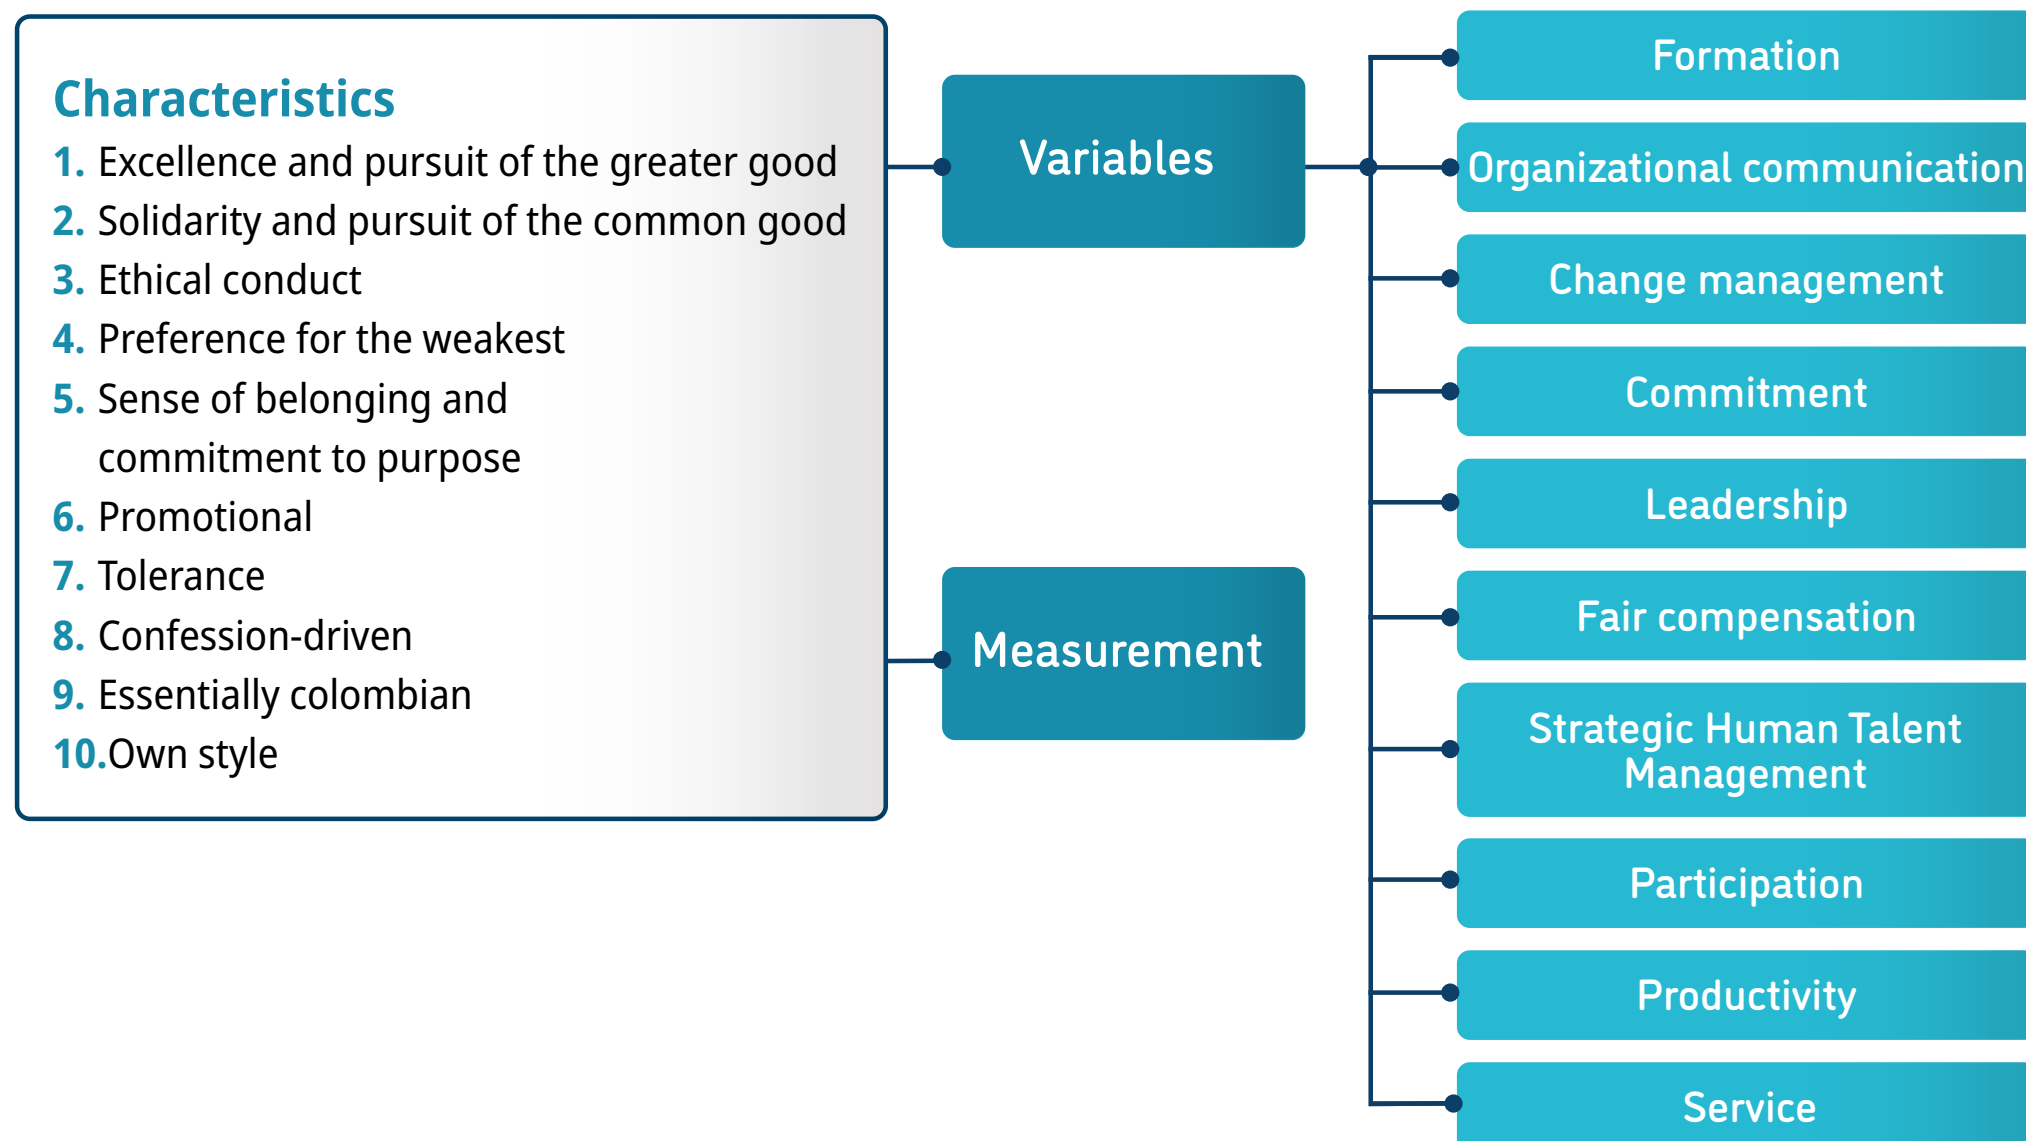 Characteristics
1. Excellence and pursuit of the greater good
2. Solidarity and pursuit of the common good
3. Ethical conduct
4. Preference for the weakest
5. Sense of belonging and
commitment to purpose
6. Promotional
7. Tolerance
8. Confession-driven
9. Essentially colombian
10.Own style
Variables
Measurement
Formation
Organizational communication
Change management
Commitment
Leadership
Fair compensation
Strategic Human Talent
Management
Participation
Productivity
Service